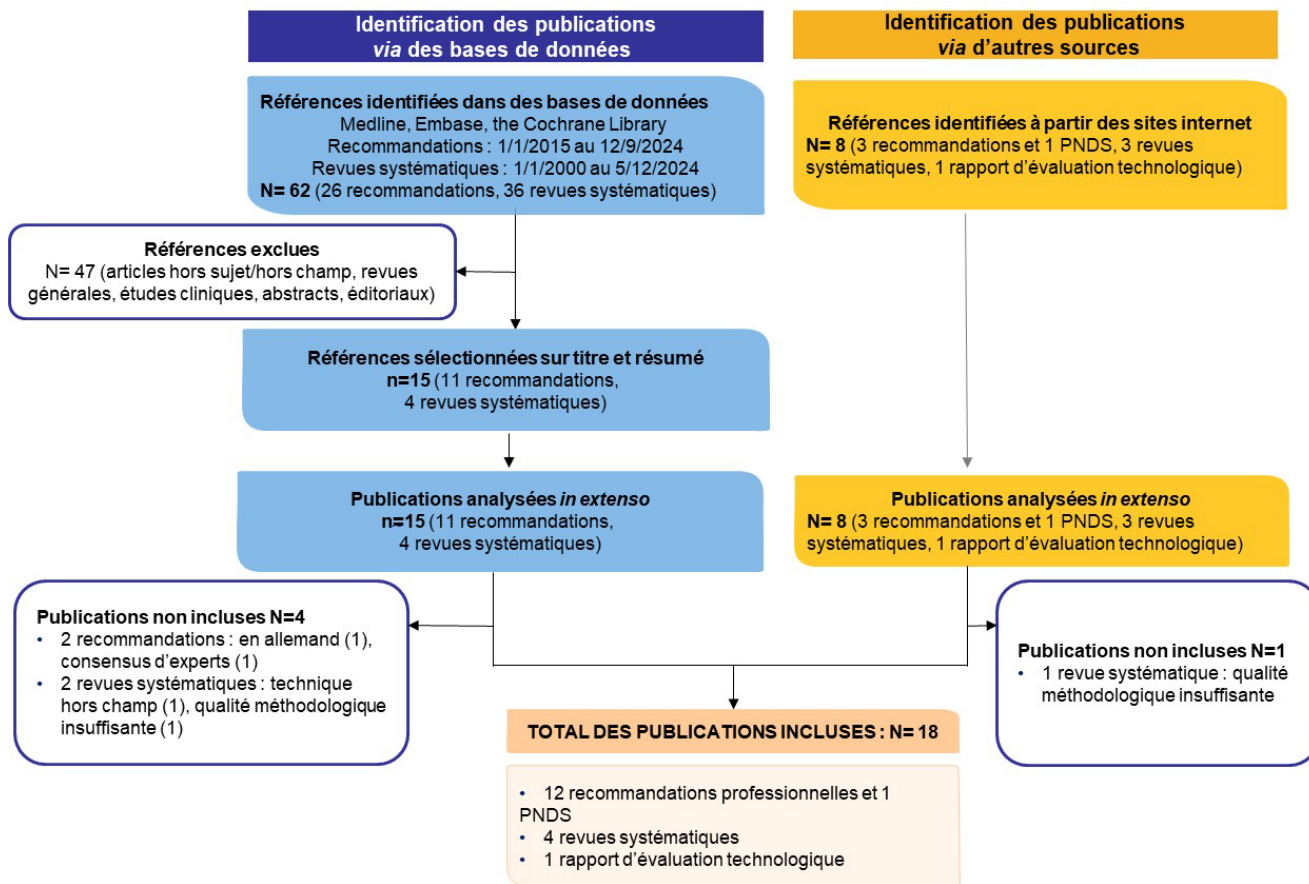 Identification des publications
via des bases de données
Identification des publications
via d'autres sources
Références identifiées dans des bases de données
Medline, Embase, the Cochrane Library
Recommandations : 1/1/2015 au 12/9/2024
Revues systématiques : 1/1/2000 au 5/12/2024
N= 62 (26 recommandations, 36 revues systématiques)
Références identifiées à partir des sites internet
N= 8 (3 recommandations et 1 PNDS, 3 revues
systématiques, 1 rapport d'évaluation technologique)
Références exclues
N= 47 (articles hors sujet/hors champ, revues
générales, études cliniques, abstracts, éditoriaux)
Références sélectionnées sur titre et résumé
n=15 (11 recommandations,
4 revues systématiques)
Publications analysées in extenso
n=15 (11 recommandations,
4 revues systématiques)
Publications analysées in extenso
N= 8 (3 recommandations et 1 PNDS, 3 revues
systématiques, 1 rapport d'évaluation technologique)
Publications non incluses N=4
• 2 recommandations : en allemand (1),
consensus d'experts (1)
• 2 revues systématiques : technique
hors champ (1), qualité méthodologique
insuffisante (1)
Publications non incluses N=1
• 1 revue systématique : qualité
méthodologique insuffisante
TOTAL DES PUBLICATIONS INCLUSES : N= 18
• 12 recommandations professionnelles et 1
PNDS
• 4 revues systématiques
• 1 rapport d'évaluation technologique